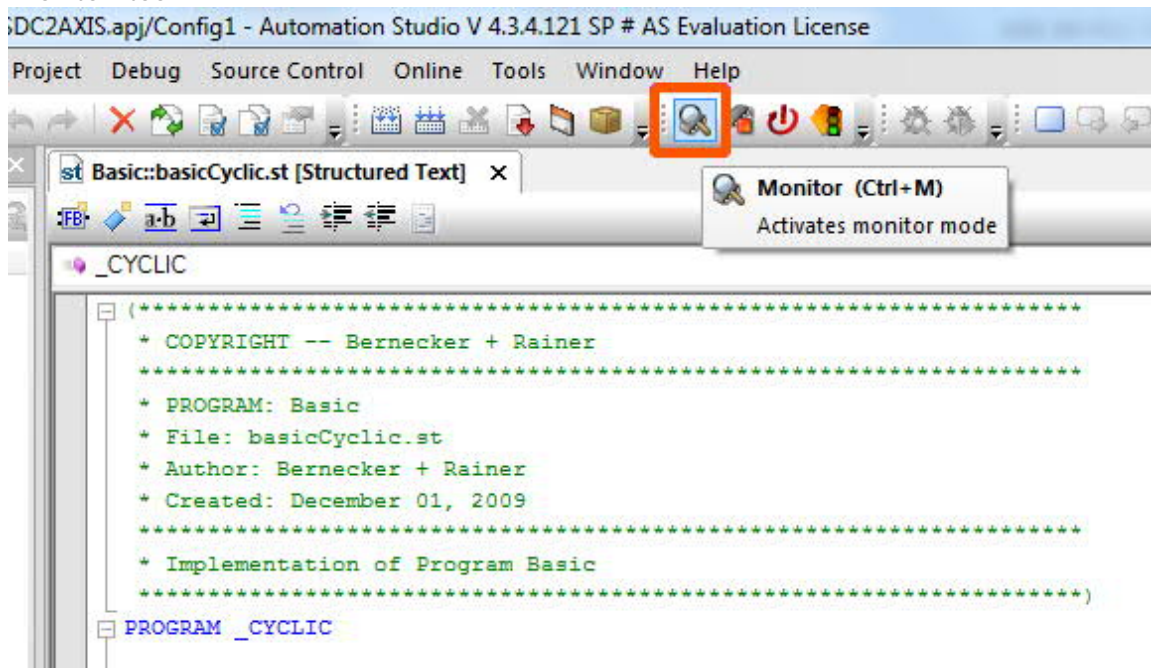 SDC2AXIS.apj/Config1 - Automation Studio V 4.3.4.121 SP # AS Evaluation License
Project Debug Source Control Online Tools Window Help
st Basic::basicCyclic.st [Structured Text] X
Monitor (Ctrl+M)
Activates monitor mode
FB a·b
_CYCLIC
(********************************************************************
* COPYRIGHT -- Bernecker + Rainer
********************************************************************
* PROGRAM: Basic
* File: basicCyclic.st
* Author: Bernecker + Rainer
* Created: December 01, 2009
********************************************************************
* Implementation of Program Basic
********************************************************************)
PROGRAM _CYCLIC